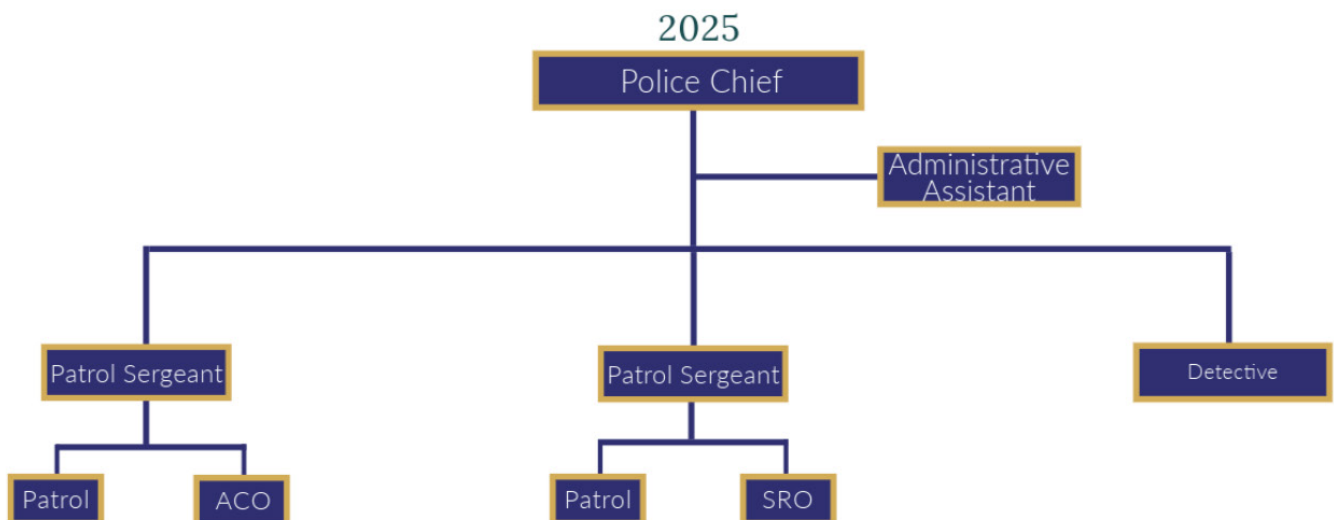 2025
Police Chief
Administrative
Assistant
Patrol Sergeant
Patrol Sergeant
Detective
Patrol
ACO
Patrol
SRO